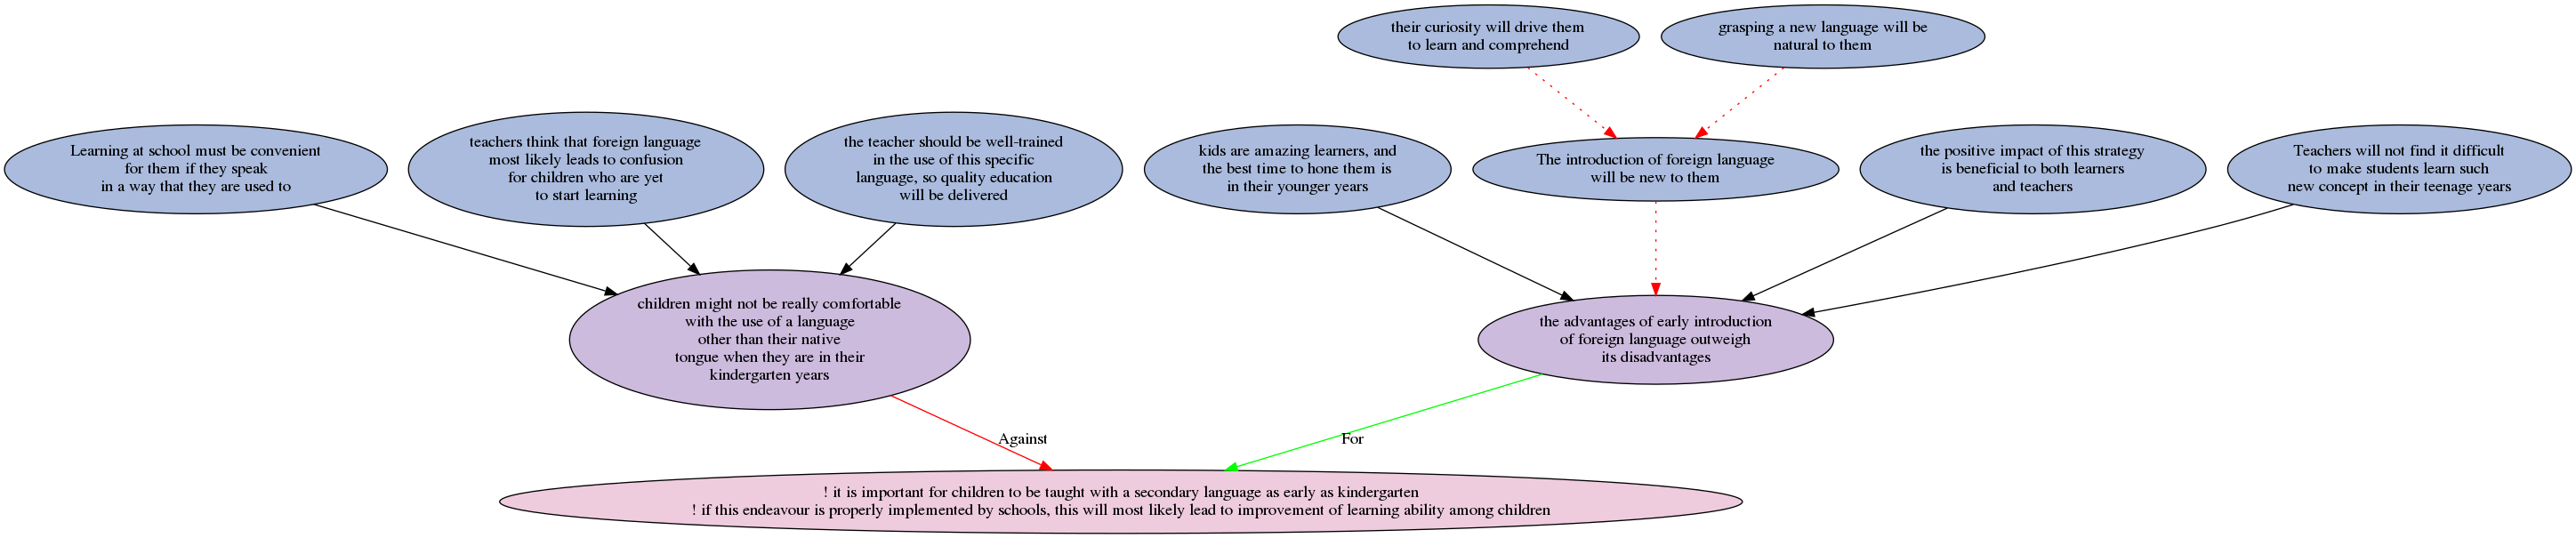 their curiosity will drive them
to learn and comprehend
grasping a new language will be
natural to them
Learning at school must be convenient
for them if they speak
in a way that they are used to
teachers think that foreign language
most likely leads to confusion
for children who are yet
to start learning
the teacher should be well-trained
in the use of this specific
language, so quality education
will be delivered
kids are amazing learners, and
the best time to hone them is
in their younger years
The introduction of foreign language
will be new to them
the positive impact of this strategy
is beneficial to both learners
and teachers
Teachers will not find it difficult
to make students learn such
new concept in their teenage years
children might not be really comfortable
with the use of a language
other than their native
tongue when they are in their
kindergarten years
the advantages of early introduction
of foreign language outweigh
its disadvantages
Against
For
! it is important for children to be taught with a secondary language as early as kindergarten
! if this endeavour is properly implemented by schools, this will most likely lead to improvement of learning ability among children